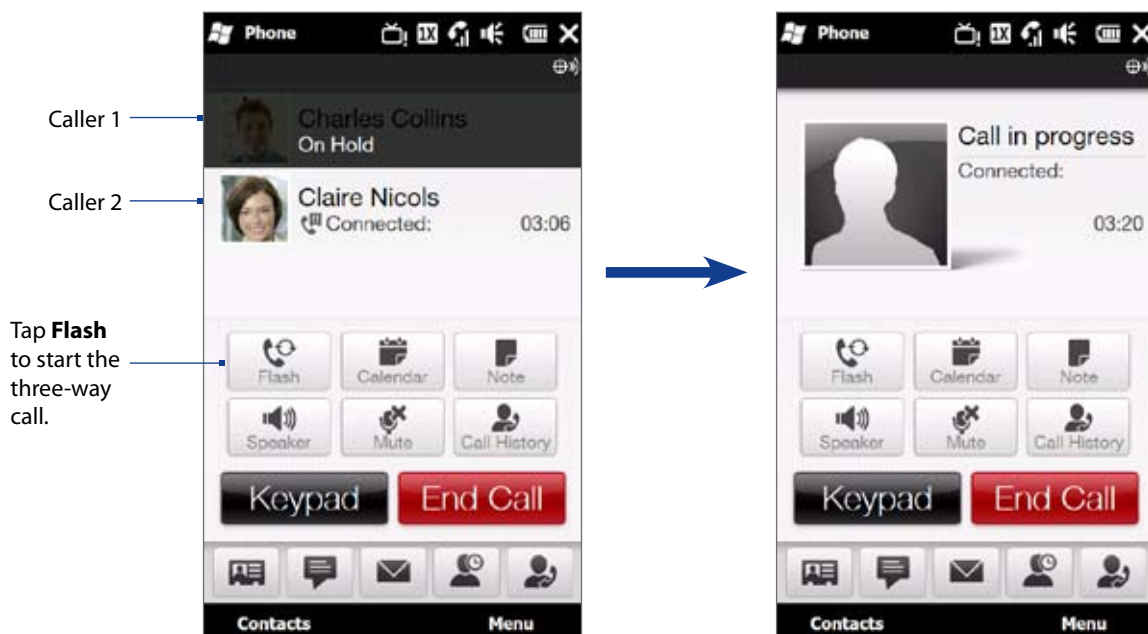 Phone
1X
Caller 1
Charles Collins
On Hold
Caller 2
Claire Nicols
Connected: 03:06
Tap Flash
to start the
three-way
call.
Flash Calendar Note
Speaker Mute Call History
Keypad End Call
Contacts Menu
Phone
1X
Call in progress
Connected:
03:20
Flash Calendar Note
Speaker Mute Call History
Keypad End Call
Contacts Menu